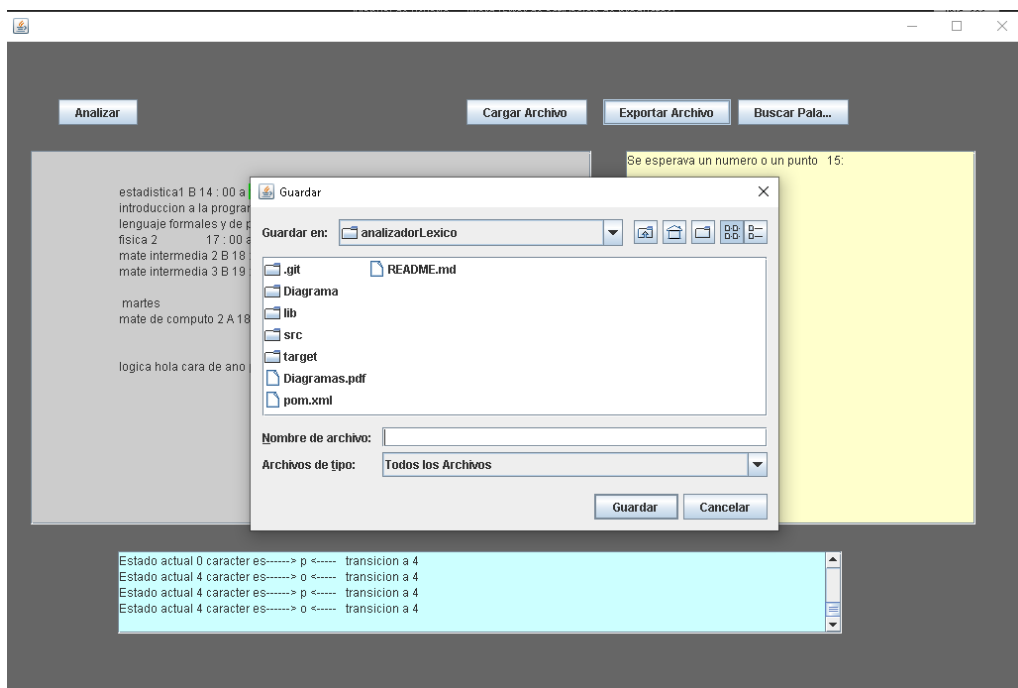 Analizar
Cargar Archivo
Exportar Archivo
Buscar Pala...
Se esperava un numero o un punto 15:
estadistica1 B 14 : 00 a
introduccion a la
lenguaje formales y de
fisica 2 17 : 00 a
mate intermedia 2 B 18
mate intermedia 3 B 19
martes
mate de computo 2 A 18
logica hola cara de ano
Guardar
Guardar en:
analizadorLexico
.git
README.md
Diagrama
lib
src
target
Diagramas.pdf
pom.xml
Nombre de archivo:
Archivos de tipo:
Todos los Archivos
Guardar
Cancelar
Estado actual 0 caracter es------> p <----- transicion a 4
Estado actual 4 caracter es------> o <----- transicion a 4
Estado actual 4 caracter es------> p <----- transicion a 4
Estado actual 4 caracter es------> o <----- transicion a 4